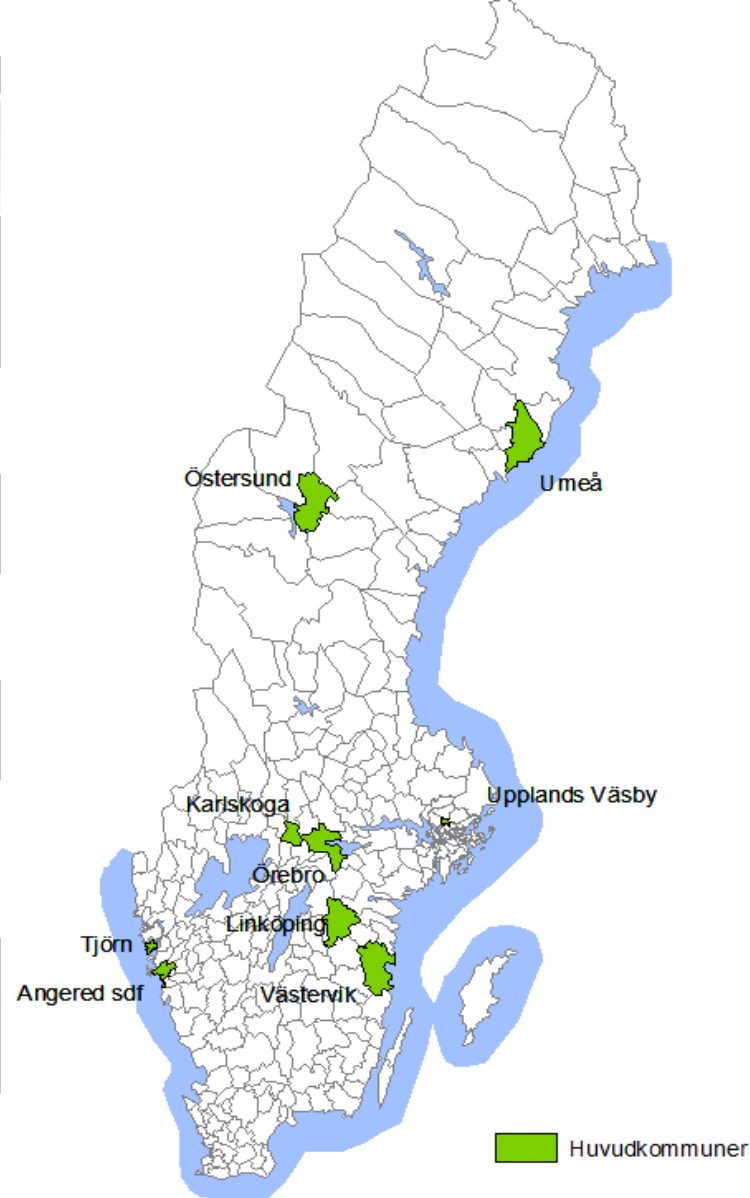 Östersund
Umeå
Upplands Väsby
Karlskoga
Örebro
Linköping
Tjörn
Angered sdf
Västervik
Huvudkommuner